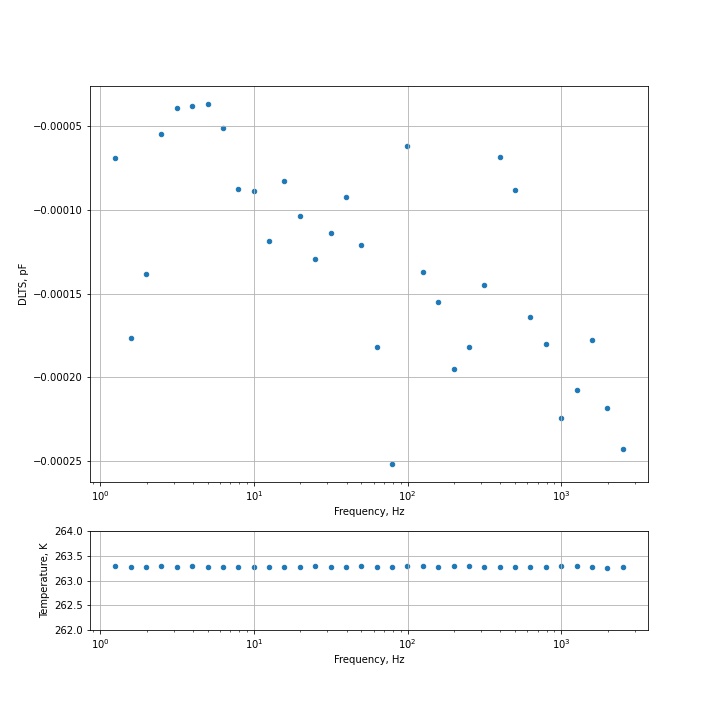 −0.00005
−0.00010
−0.00015
−0.00020
−0.00025
DLTS, pF
10⁰ 10¹ 10² 10³
Frequency, Hz
264.0
263.5
263.0
262.5
262.0
Temperature, K
10⁰ 10¹ 10² 10³
Frequency, Hz